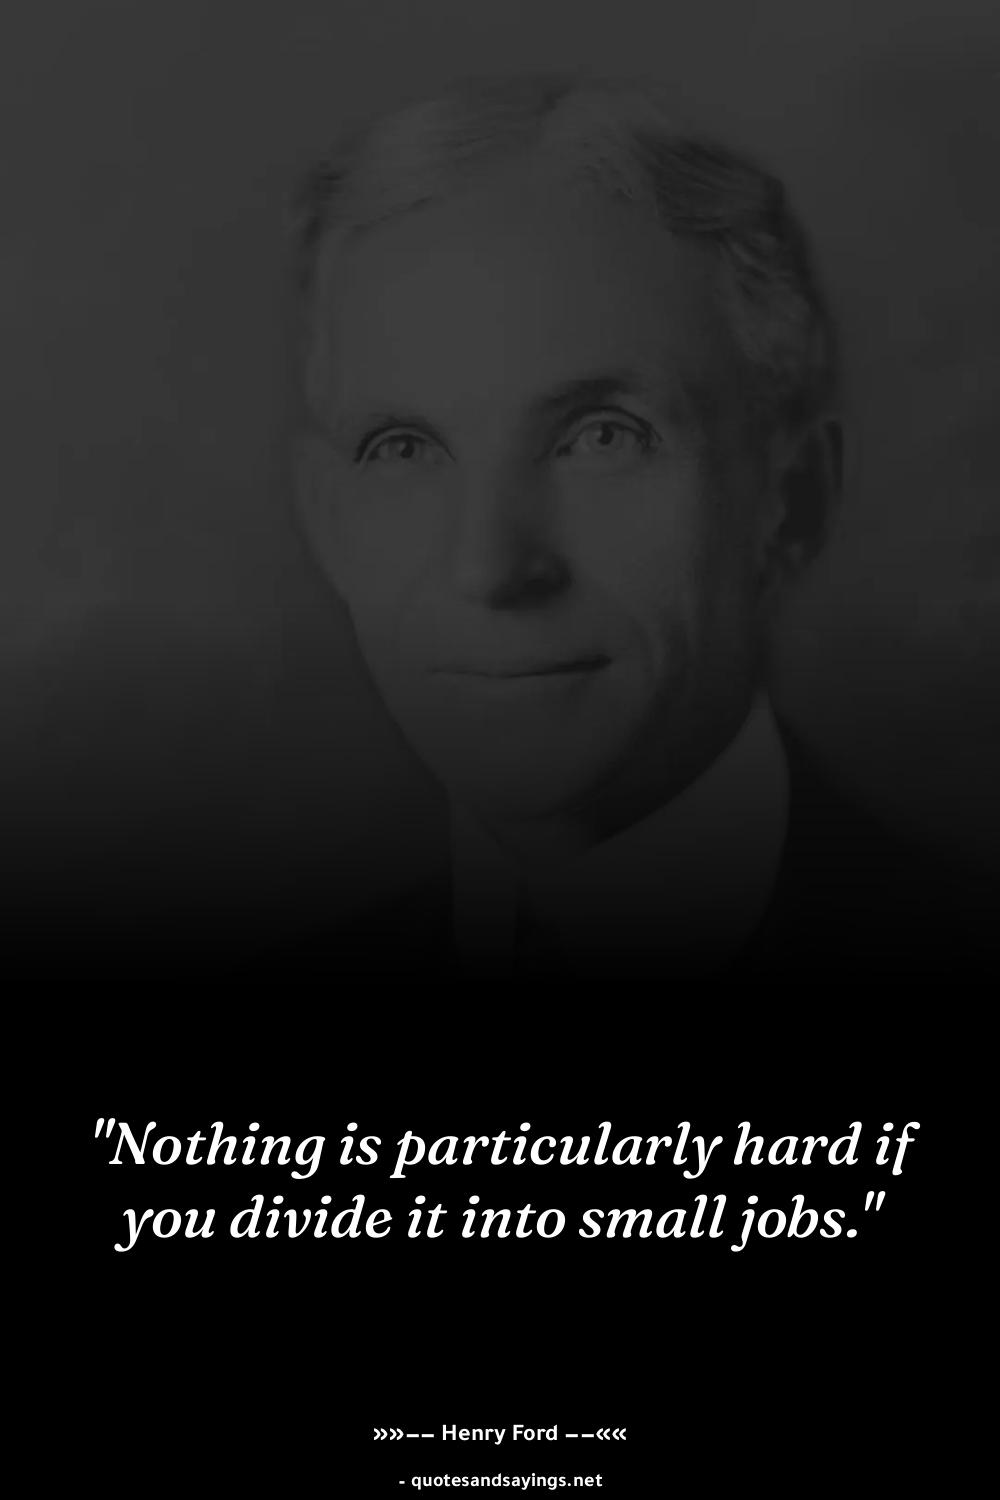 "Nothing is particularly hard if
you divide it into small jobs."
»»–– Henry Ford ––««
- quotesandsayings.net